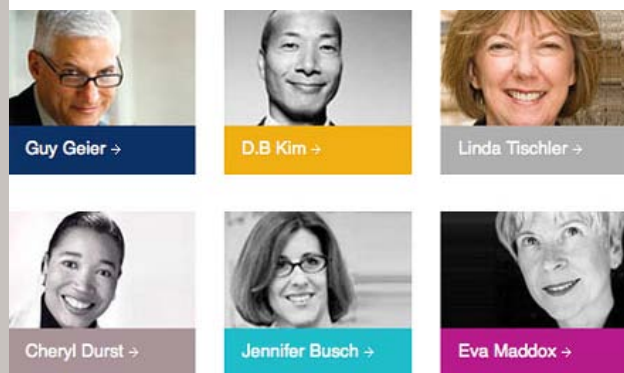 Guy Geier →
D.B Kim →
Linda Tischler →
Cheryl Durst →
Jennifer Busch →
Eva Maddox →